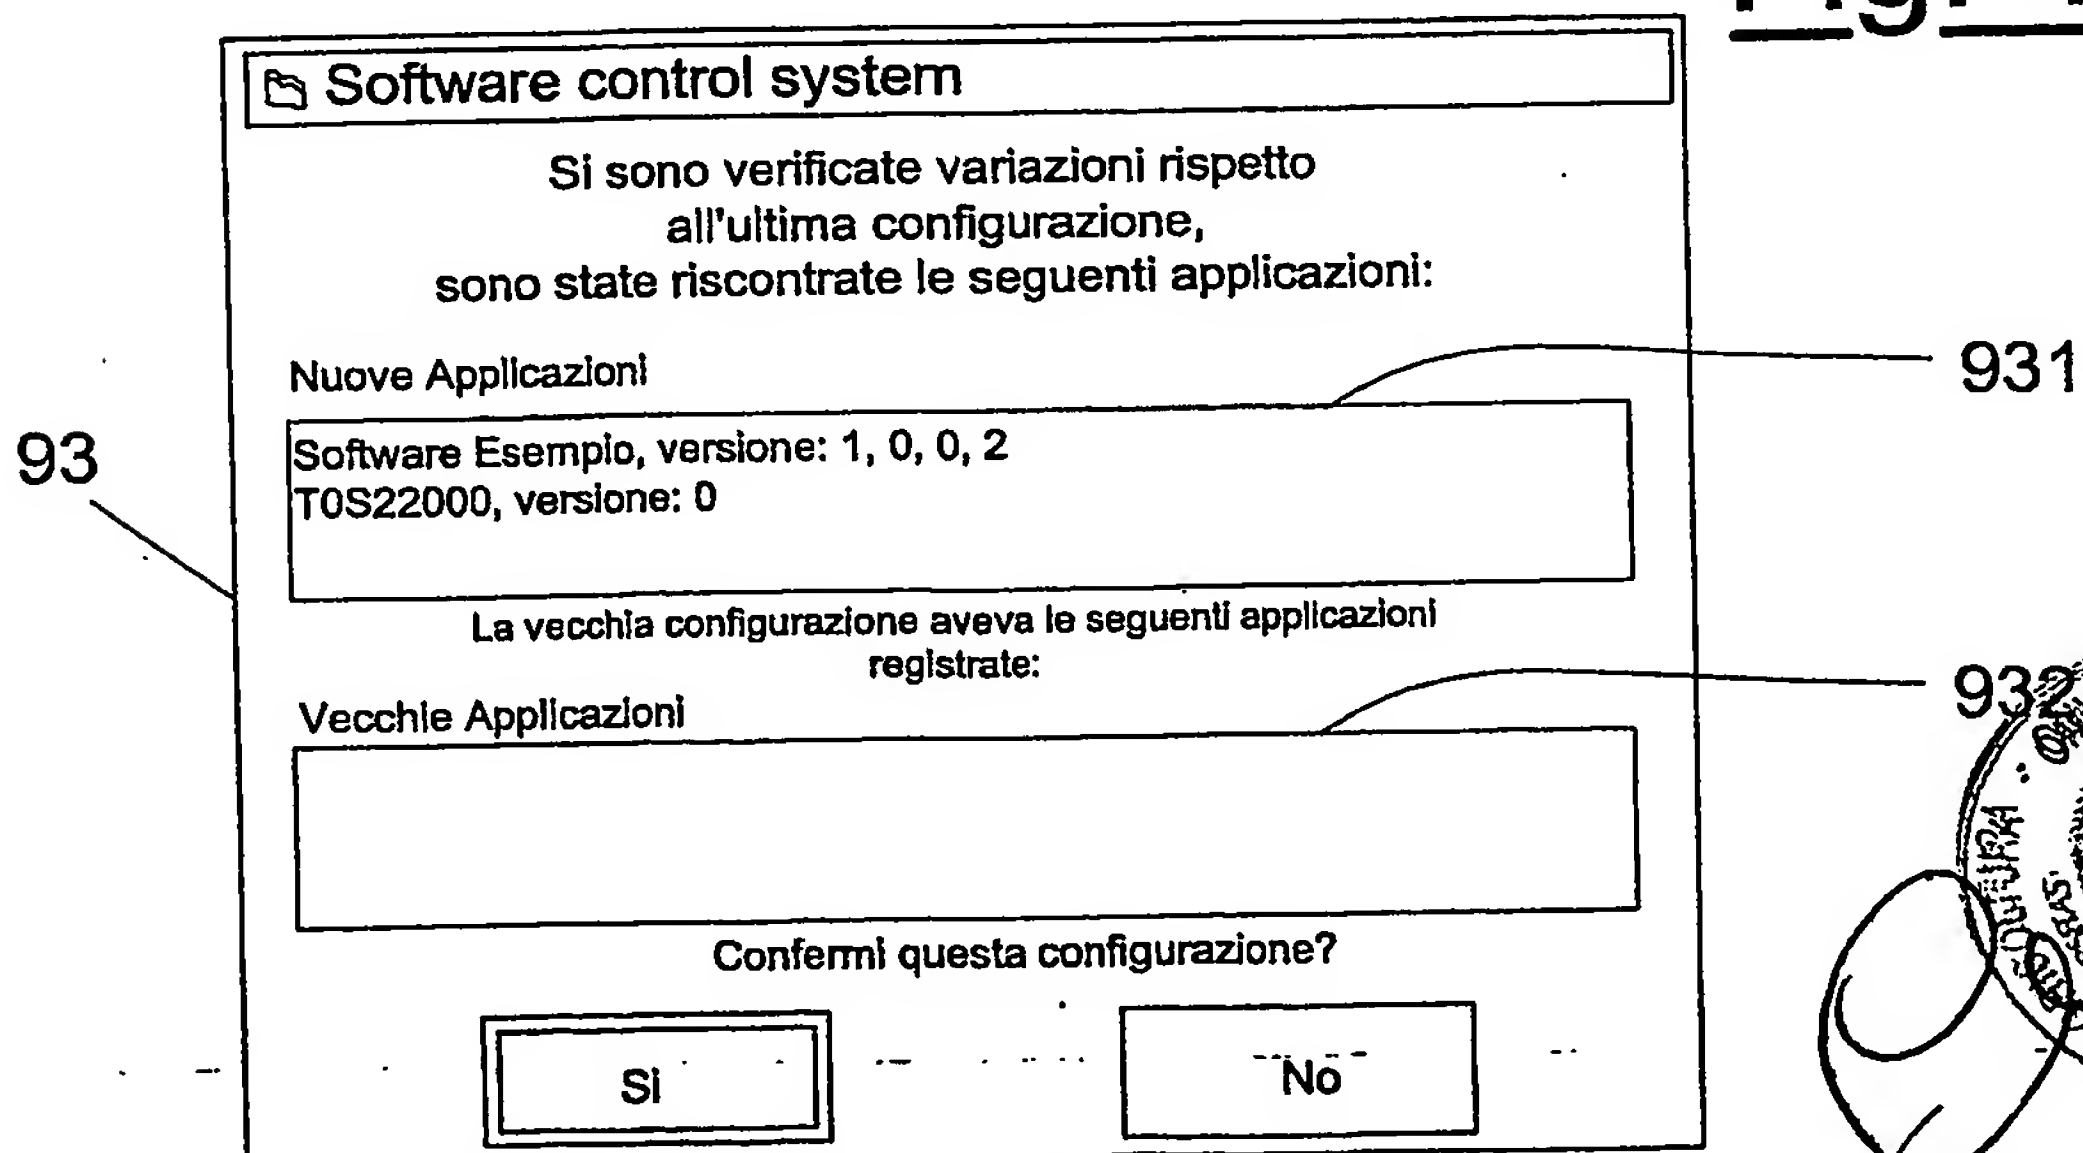 Software control system
Si sono verificate variazioni rispetto
all'ultima configurazione,
sono state riscontrate le seguenti applicazioni:
931
Nuove Applicazioni
93
Software Esempio, versione: 1, 0, 0, 2
T0S22000, versione: 0
La vecchia configurazione aveva le seguenti applicazioni
registrate:
932
Vecchie Applicazioni
Confermi questa configurazione?
Si
No